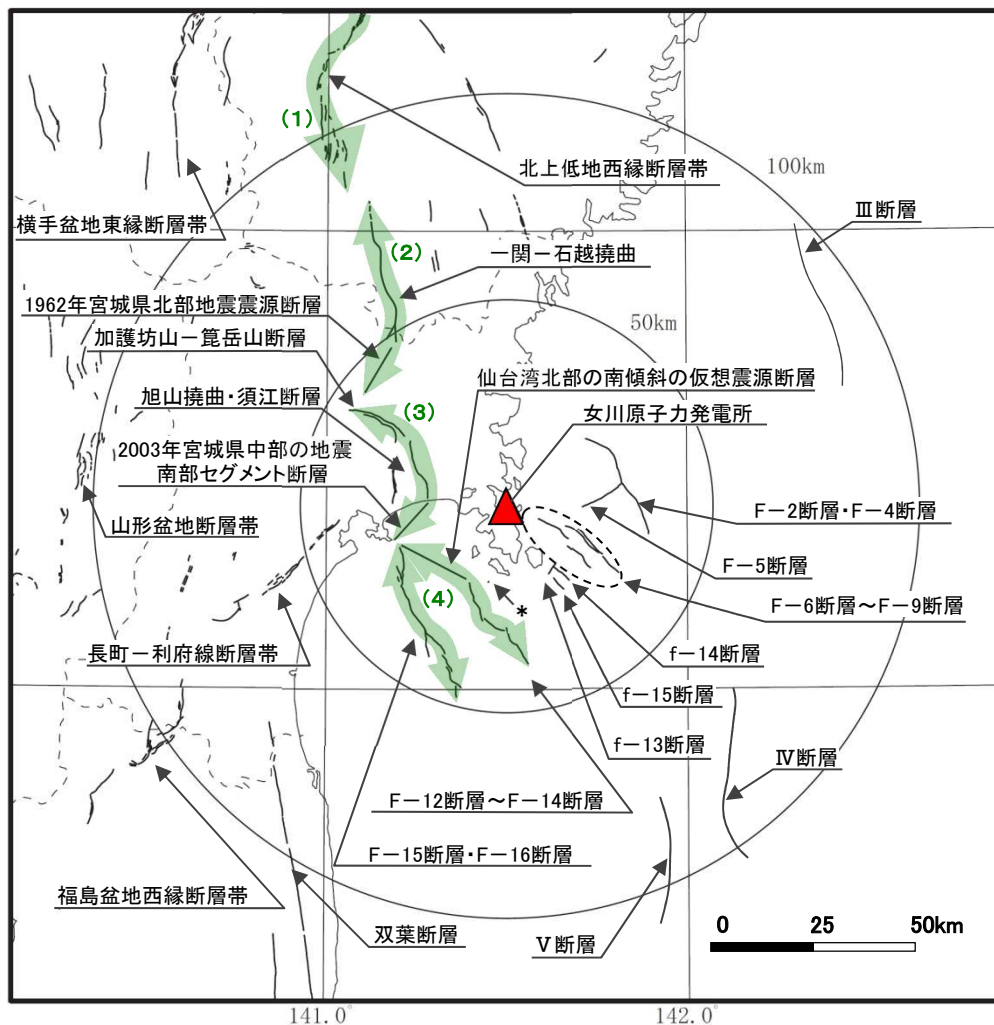 (1)
北上低地西縁断層帯
100km
Ⅲ断層
横手盆地東縁断層帯
(2)
一関－石越撓曲
1962年宮城県北部地震震源断層
50km
加護坊山－箟岳山断層
仙台湾北部の南傾斜の仮想震源断層
旭山撓曲・須江断層
(3)
女川原子力発電所
2003年宮城県中部の地震
南部セグメント断層
F－2断層・F－4断層
山形盆地断層帯
F－5断層
(4)
*
F－6断層～F－9断層
長町－利府線断層帯
f－14断層
f－15断層
f－13断層
Ⅳ断層
F－12断層～F－14断層
F－15断層・F－16断層
福島盆地西縁断層帯
双葉断層
Ⅴ断層
0 25 50km
141.0°
142.0°